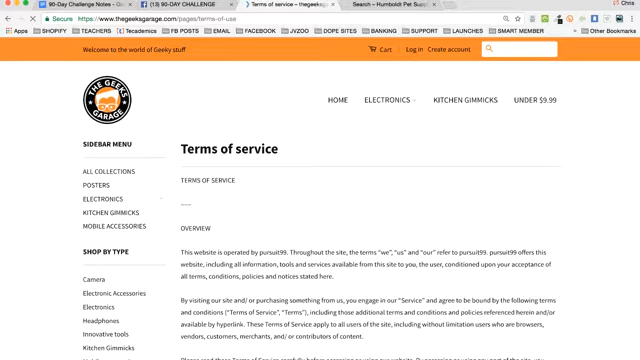 90-Day Challenge Notes - Go
(3) 90-DAY CHALLENGE
Terms of service – thegeeksgarage
Search – Humboldt Pet Supp
Chris
Secure https://www.thegeeksgarage.com/pages/terms-of-use
Apps SHOPIFY TEACHERS Tecademics FB POSTS EMAIL FACEBOOK JVZOO DOPE SITES BANKING SUPPORT LAUNCHES SMART MEMBER » Other Bookmarks
Welcome to the world of Geeky stuff
Cart Log in Create account
THE GEEKS GARAGE
HOME ELECTRONICS KITCHEN GIMMICKS UNDER $9.99
SIDEBAR MENU
ALL COLLECTIONS
POSTERS
ELECTRONICS
KITCHEN GIMMICKS
MOBILE ACCESSORIES
SHOP BY TYPE
Camera
Electronic Accessories
Electronics
Headphones
Innovative tools
Kitchen Gimmicks
Terms of service
TERMS OF SERVICE
----
OVERVIEW
This website is operated by pursuit99. Throughout the site, the terms “we”, “us” and “our” refer to pursuit99. pursuit99 offers this
website, including all information, tools and services available from this site to you, the user, conditioned upon your acceptance of
all terms, conditions, policies and notices stated here.
By visiting our site and/ or purchasing something from us, you engage in our “Service” and agree to be bound by the following terms
and conditions (“Terms of Service”, “Terms”), including those additional terms and conditions and policies referenced herein and/or
available by hyperlink. These Terms of Service apply to all users of the site, including without limitation users who are browsers,
vendors, customers, merchants, and/ or contributors of content.